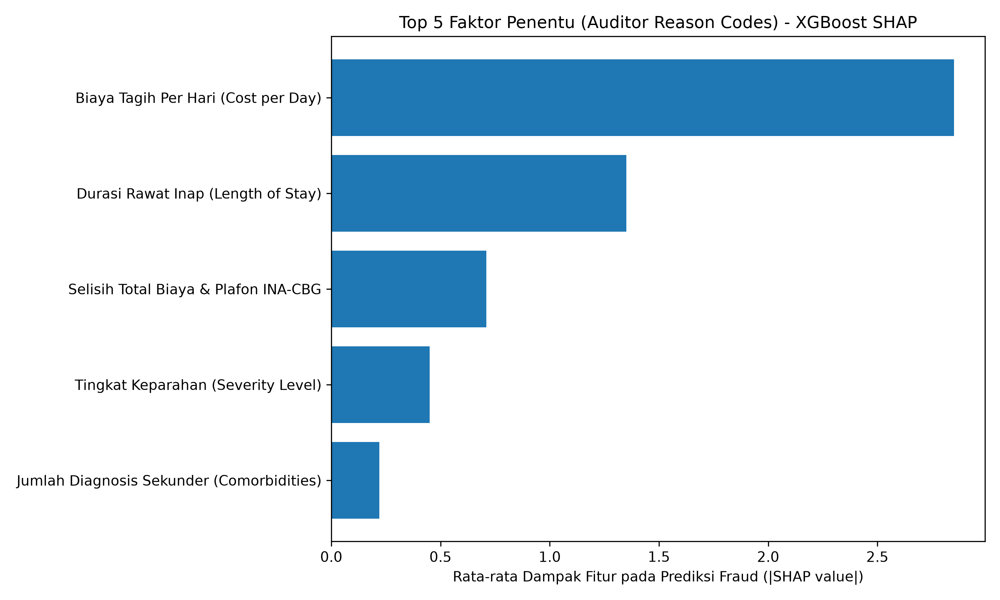 Top 5 Faktor Penentu (Auditor Reason Codes) - XGBoost SHAP
Biaya Tagih Per Hari (Cost per Day)
Durasi Rawat Inap (Length of Stay)
Selisih Total Biaya & Plafon INA-CBG
Tingkat Keparahan (Severity Level)
Jumlah Diagnosis Sekunder (Comorbidities)
0.0 0.5 1.0 1.5 2.0 2.5
Rata-rata Dampak Fitur pada Prediksi Fraud (|SHAP value|)